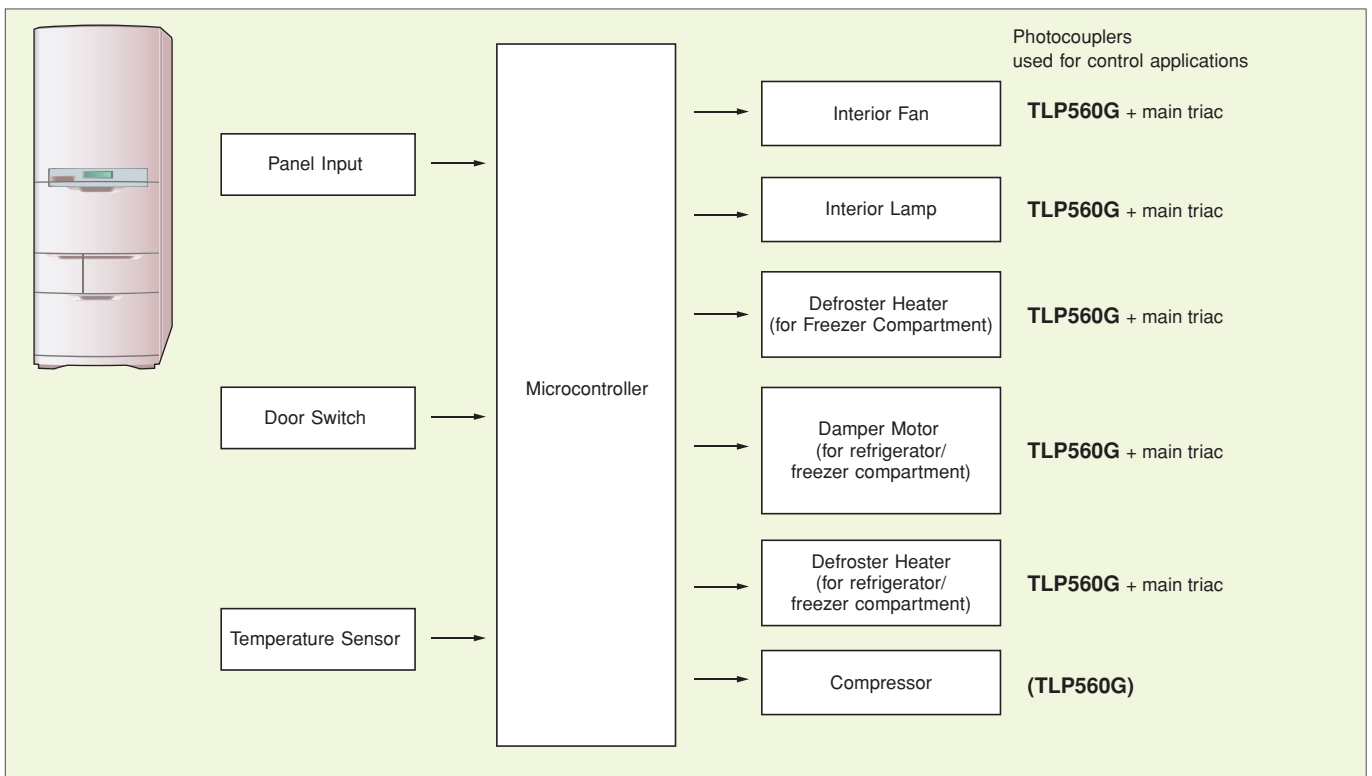 Photocouplers
used for control applications
Panel Input
Door Switch
Temperature Sensor
Microcontroller
Interior Fan
TLP560G + main triac
Interior Lamp
TLP560G + main triac
Defroster Heater
(for Freezer Compartment)
TLP560G + main triac
Damper Motor
(for refrigerator/
freezer compartment)
TLP560G + main triac
Defroster Heater
(for refrigerator/
freezer compartment)
TLP560G + main triac
Compressor
(TLP560G)